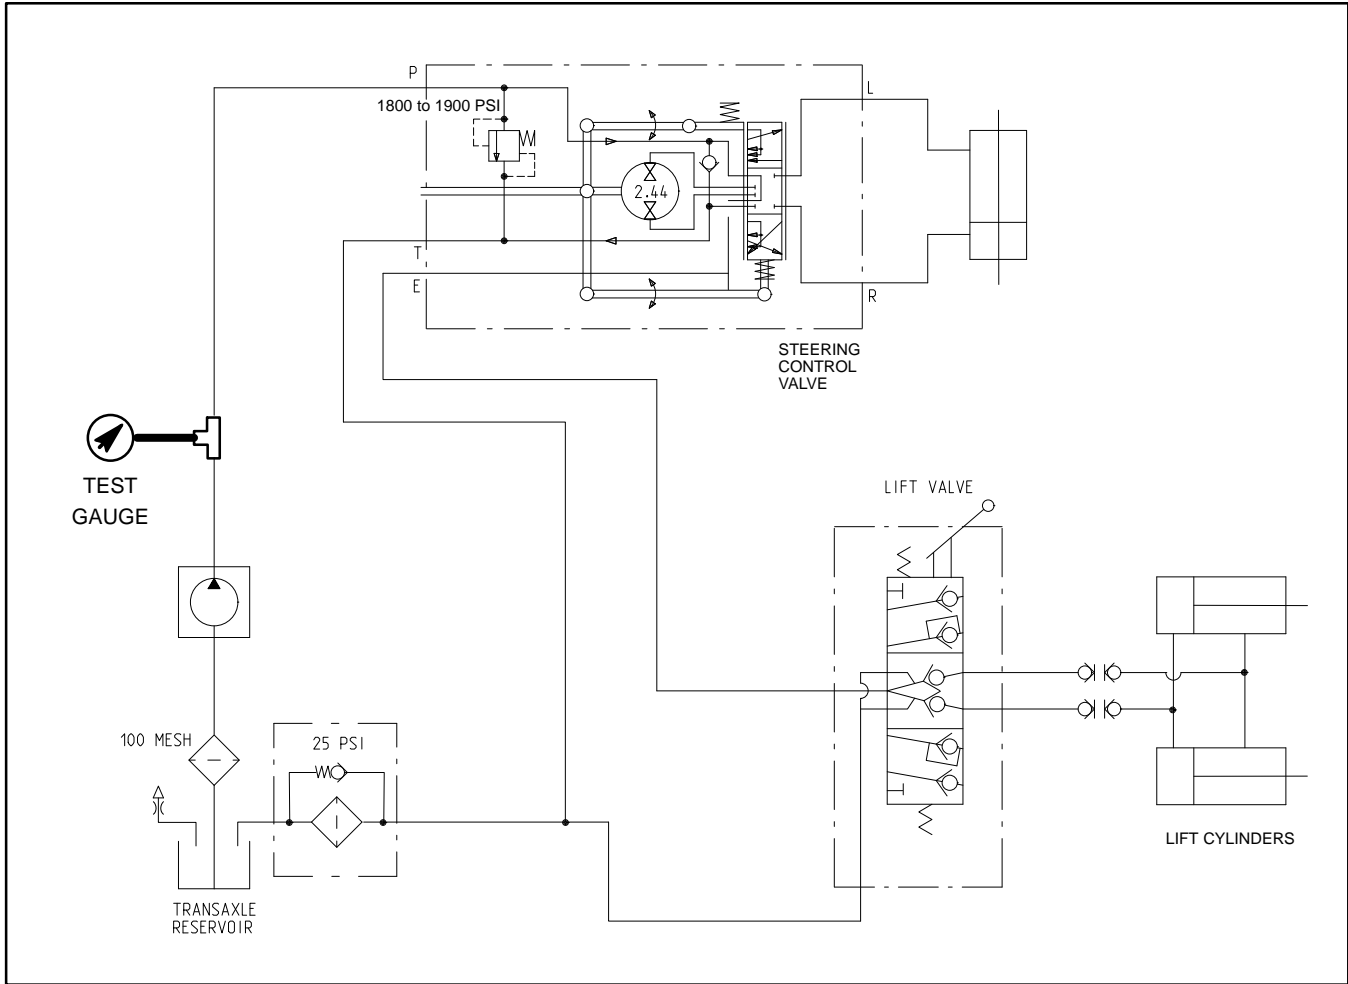 P
L
1800 to 1900 PSI
2.44
T
E
R
STEERING
CONTROL
VALVE
TEST
GAUGE
LIFT VALVE
100 MESH
25 PSI
LIFT CYLINDERS
TRANSAXLE
RESERVOIR